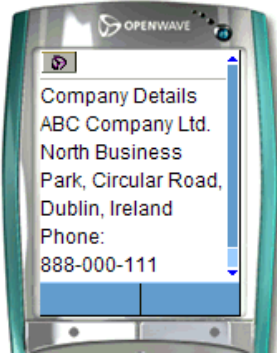 OPENWAVE
Company Details
ABC Company Ltd.
North Business
Park, Circular Road,
Dublin, Ireland
Phone:
888-000-111